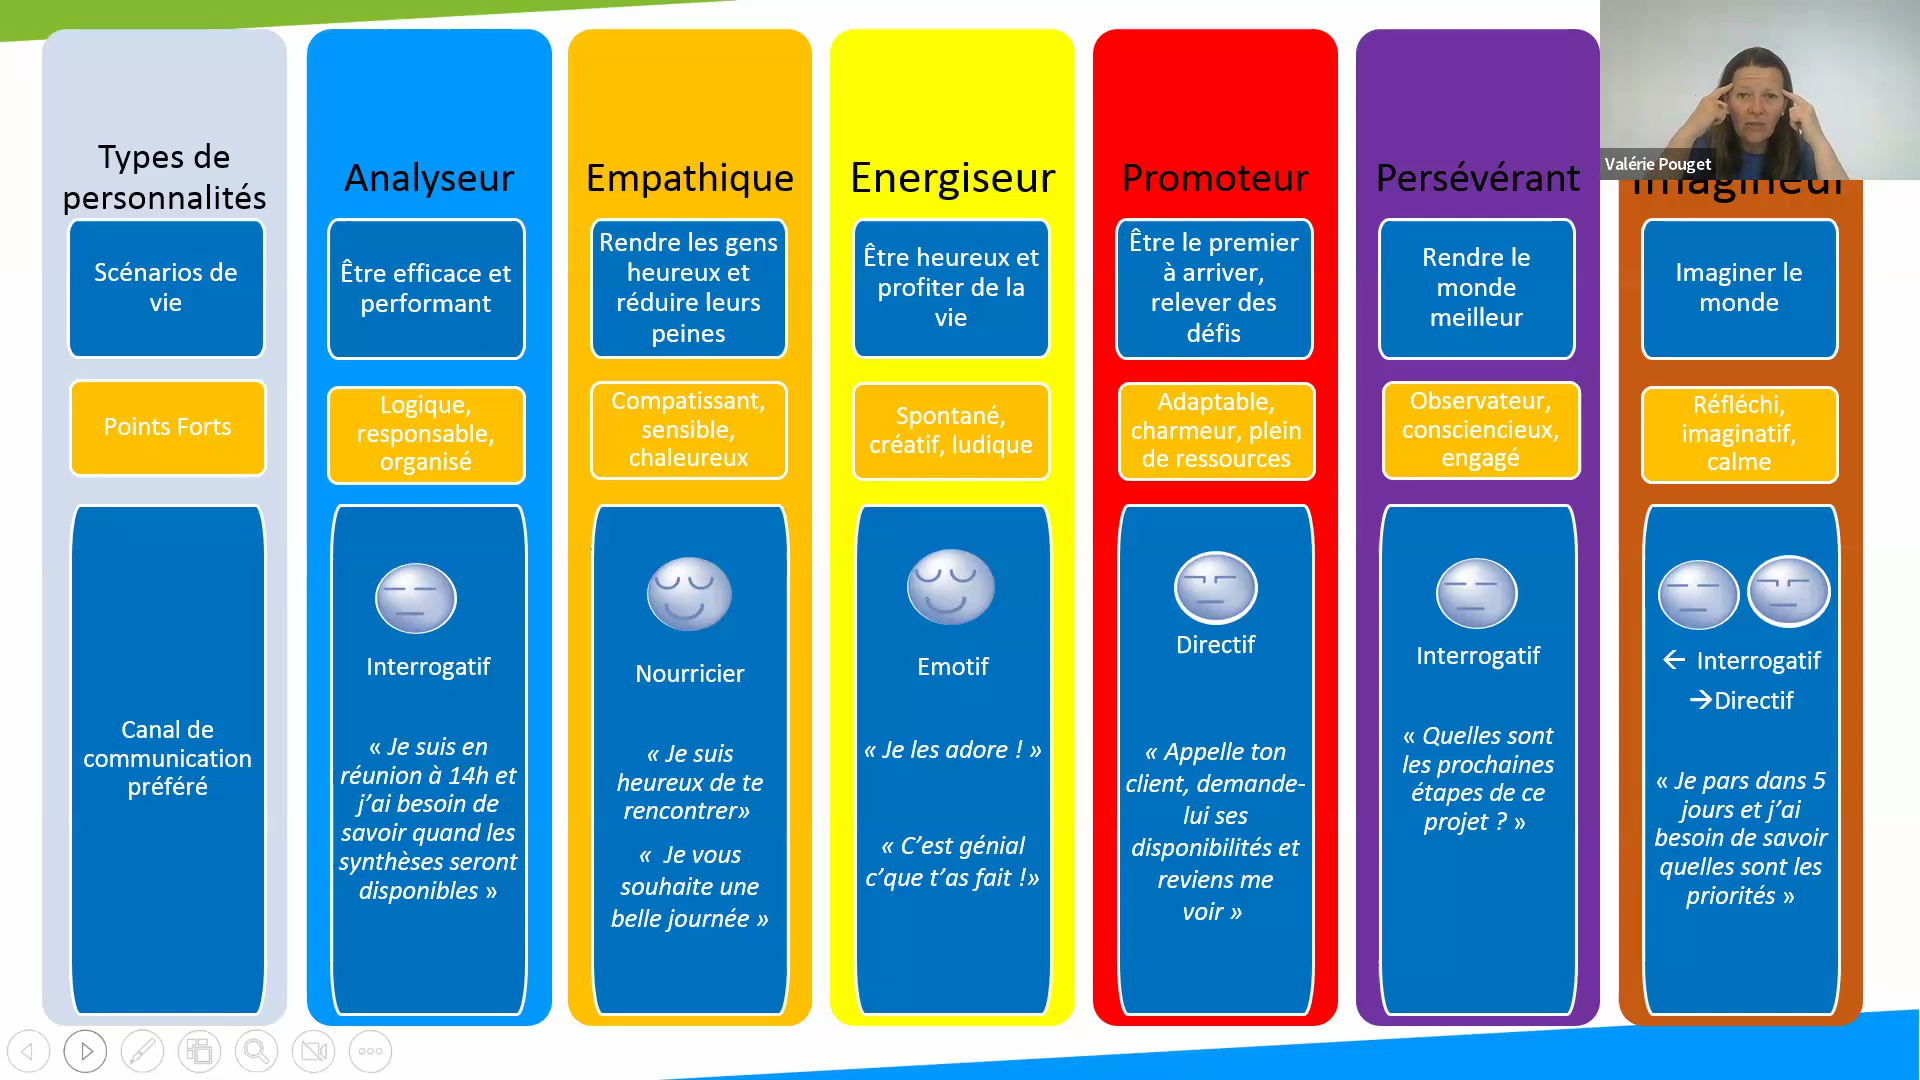 Types de
personnalités
Scénarios de
vie
Points Forts
Canal de
communication
préféré
Analyseur
Être efficace et
performant
Logique,
responsable,
organisé
Interrogatif
« Je suis en
réunion à 14h et
j’ai besoin de
savoir quand les
synthèses seront
disponibles »
Empathique
Rendre les gens
heureux et
réduire leurs
peines
Compatissant,
sensible,
chaleureux
Nourricier
« Je suis
heureux de te
rencontrer»
«  Je vous
souhaite une
belle journée »
Energiseur
Être heureux et
profiter de la
vie
Spontané,
créatif, ludique
Emotif
« Je les adore ! »
« C’est génial
c’que t’as fait !»
Promoteur
Être le premier
à arriver,
relever des
défis
Adaptable,
charmeur, plein
de ressources
Directif
« Appelle ton
client, demande-
lui ses
disponibilités et
reviens me
voir »
Persévérant
Rendre le
monde
meilleur
Observateur,
consciencieux,
engagé
Interrogatif
« Quelles sont
les prochaines
étapes de ce
projet ? »
Valérie Pouget
Imagineur
Imaginer le
monde
Réfléchi,
imaginatif,
calme
← Interrogatif
→Directif
« Je pars dans 5
jours et j’ai
besoin de savoir
quelles sont les
priorités »